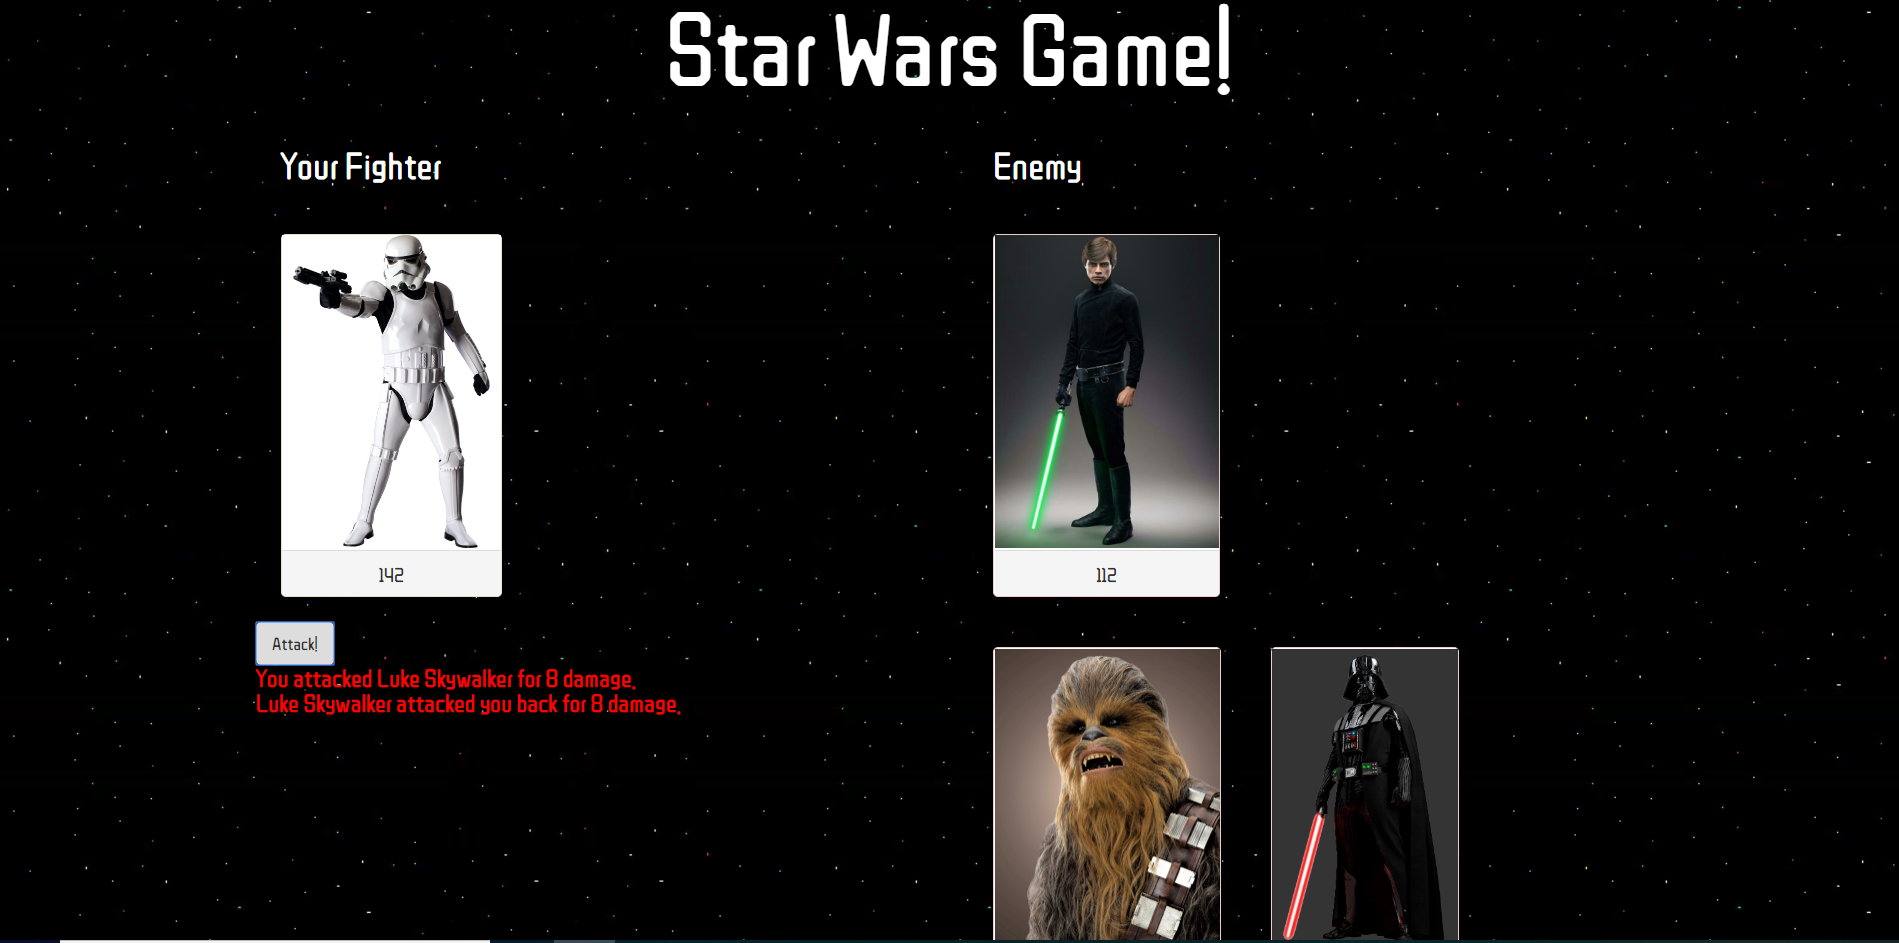 Star Wars Game!
Your Fighter
Enemy
142
112
Attack!
You attacked Luke Skywalker for 8 damage.
Luke Skywalker attacked you back for 8 damage.